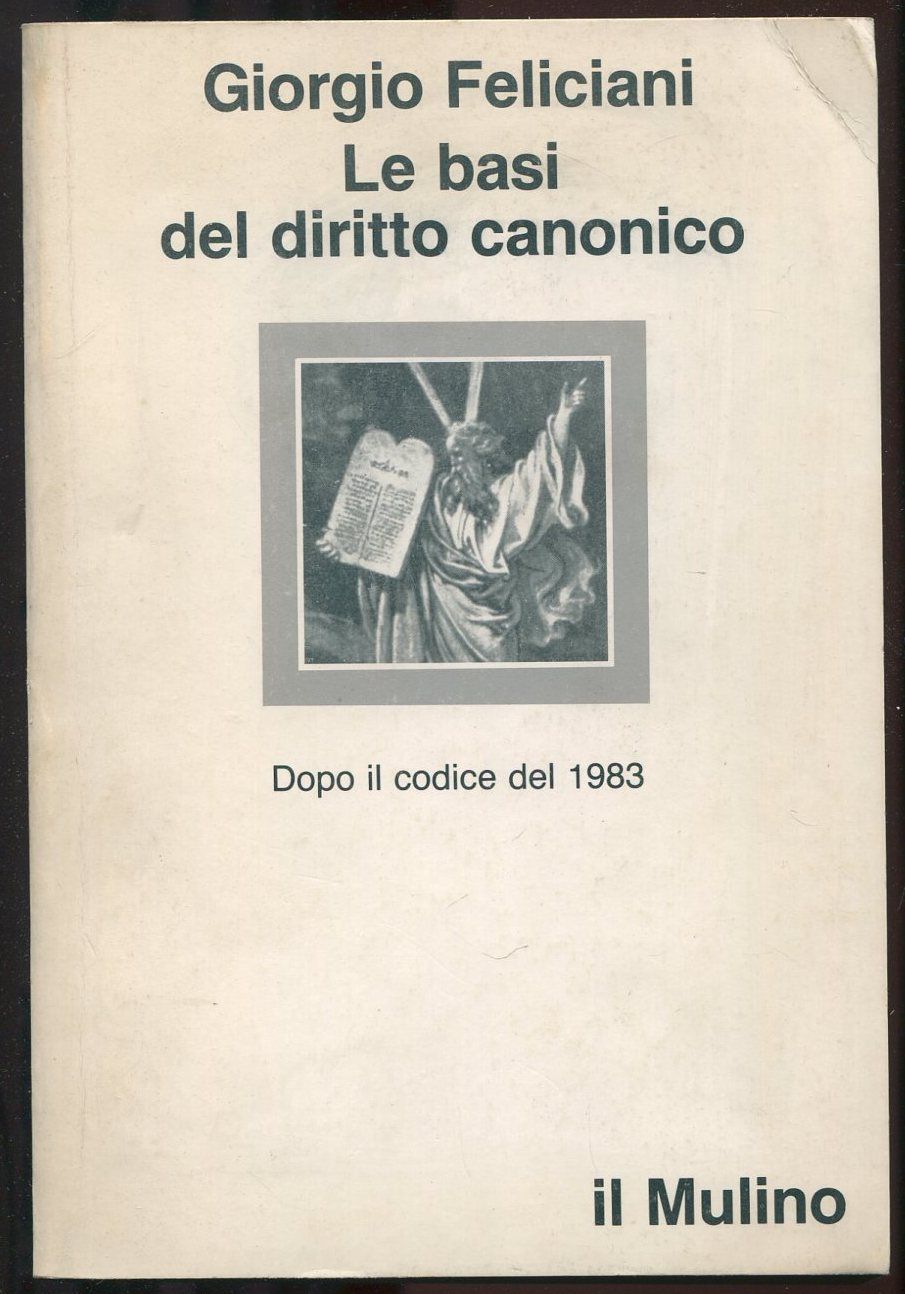 Giorgio Feliciani
Le basi
del diritto canonico
Dopo il codice del 1983
il Mulino